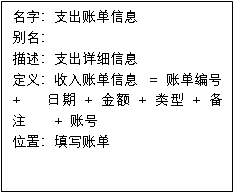 名字：支出账单信息
别名：
描述：支出详细信息
定义：收入账单信息 = 账单编号
+ 日期 + 金额 + 类型 + 备
注 + 账号
位置：填写账单